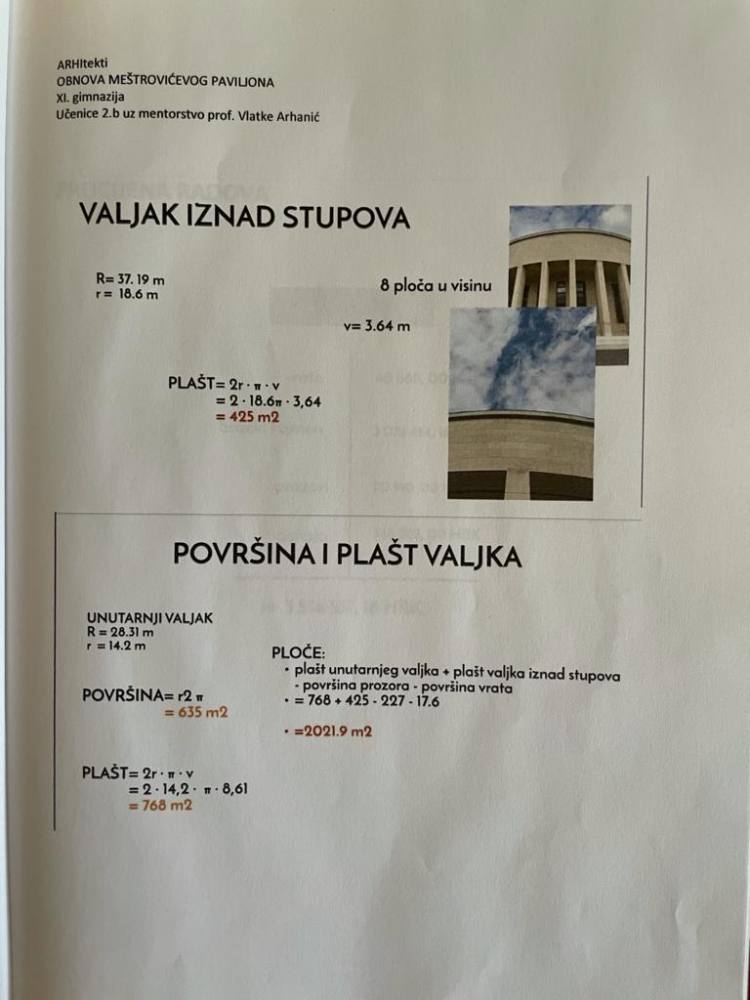 ARHItekti
OBNOVA MEŠTROVIĆEVOG PAVILJONA
XI. gimnazija
Učenice 2.b uz mentorstvo prof. Vlatke Arhanić
VALJAK IZNAD STUPOVA
R= 37. 19 m
r = 18.6 m
8 ploča u visinu
v= 3.64 m
PLAŠT= 2r · π · v
= 2 · 18.6π · 3,64
= 425 m2
POVRŠINA I PLAŠT VALJKA
UNUTARNJI VALJAK
R = 28.31 m
r = 14.2 m
POVRŠINA= r2 π
= 635 m2
PLAŠT= 2r · π · v
= 2 · 14,2 · π · 8,61
= 768 m2
PLOČE:
• plašt unutarnjeg valjka + plašt valjka iznad stupova
- površina prozora - površina vrata
• = 768 + 425 - 227 - 17.6
• =2021.9 m2